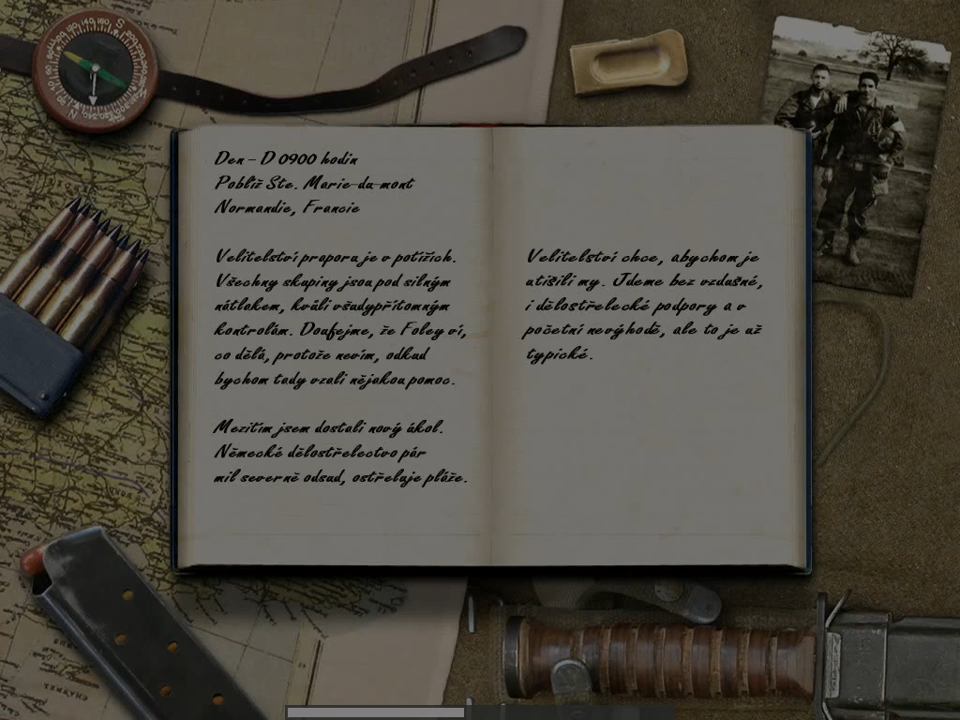 Den – D 0900 hodin
Poblíž Ste. Marie-du-mont
Normandie, Francie
Velitelství praporu je v potížích.
Všechny skupiny jsou pod silným
nátlakem, kvůli všudypřítomným
kontrolám. Doufejme, že Foley ví,
co dělá, protože nevím, odkud
bychom tady vzali nějakou pomoc.
Mezitím jsem dostali nový úkol.
Německé dělostřelectvo pár
mil severně odsud, ostřeluje pláže.
Velitelství chce, abychom je
utišili my. Jdeme bez vzdušné,
i dělostřelecké podpory a v
početní nevýhodě, ale to je už
typické.